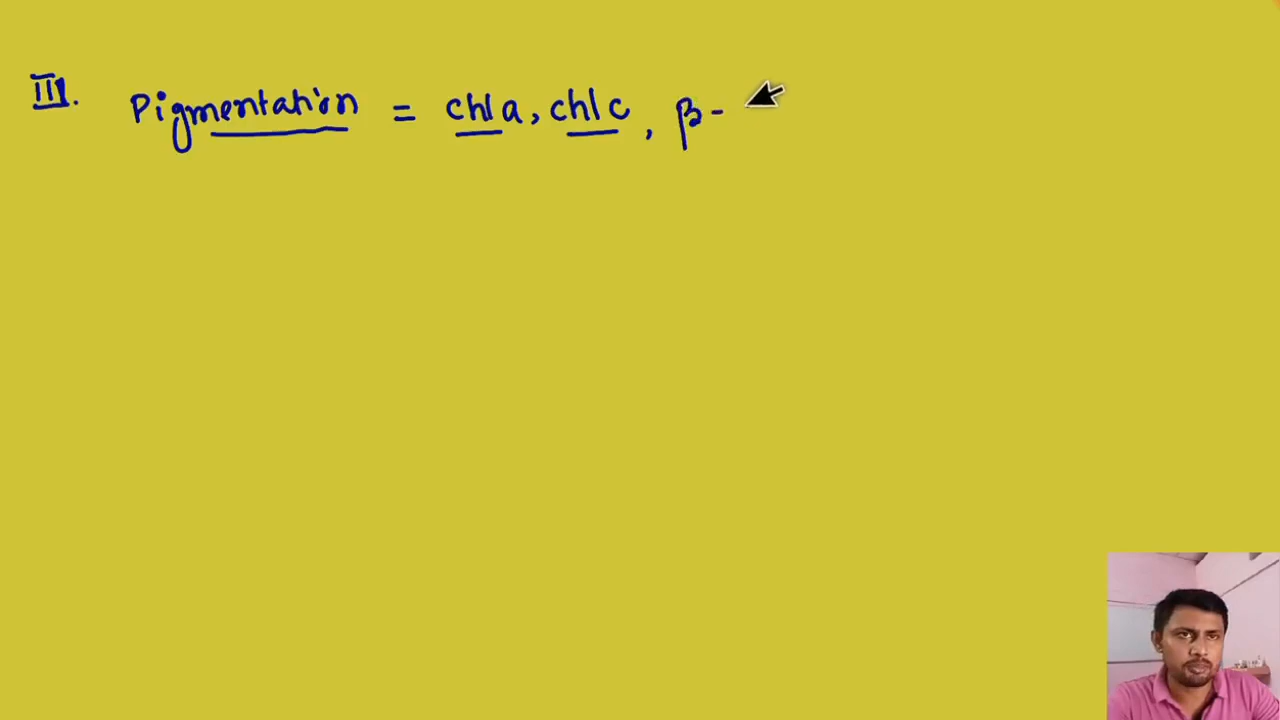 III. Pigmentation = chl a, chl c, β-